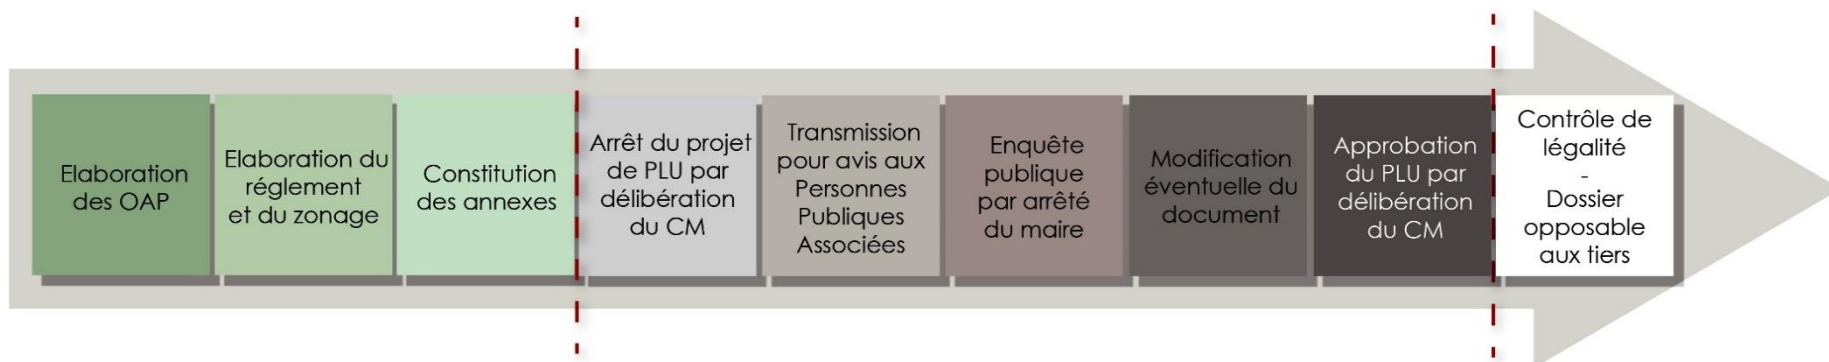 Elaboration
des OAP
Elaboration du
réglement
et du zonage
Constitution
des annexes
Arrêt du projet
de PLU par
délibération
du CM
Transmission
pour avis aux
Personnes
Publiques
Associées
Enquête
publique
par arrêté
du maire
Modification
éventuelle du
document
Approbation
du PLU par
délibération
du CM
Contrôle de
légalité
-
Dossier
opposable
aux tiers